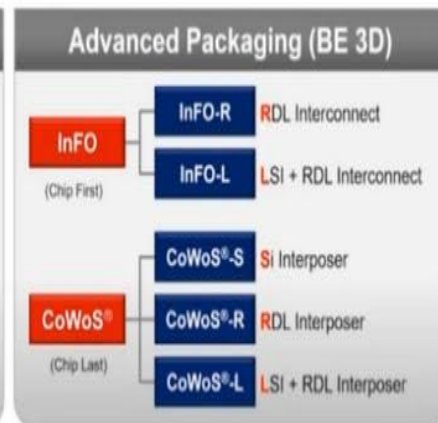 Advanced Packaging (BE 3D)
InFO
(Chip First)
InFO-R RDL Interconnect
InFO-L LSI + RDL Interconnect
CoWoS®
(Chip Last)
CoWoS®-S Si Interposer
CoWoS®-R RDL Interposer
CoWoS®-L LSI + RDL Interposer